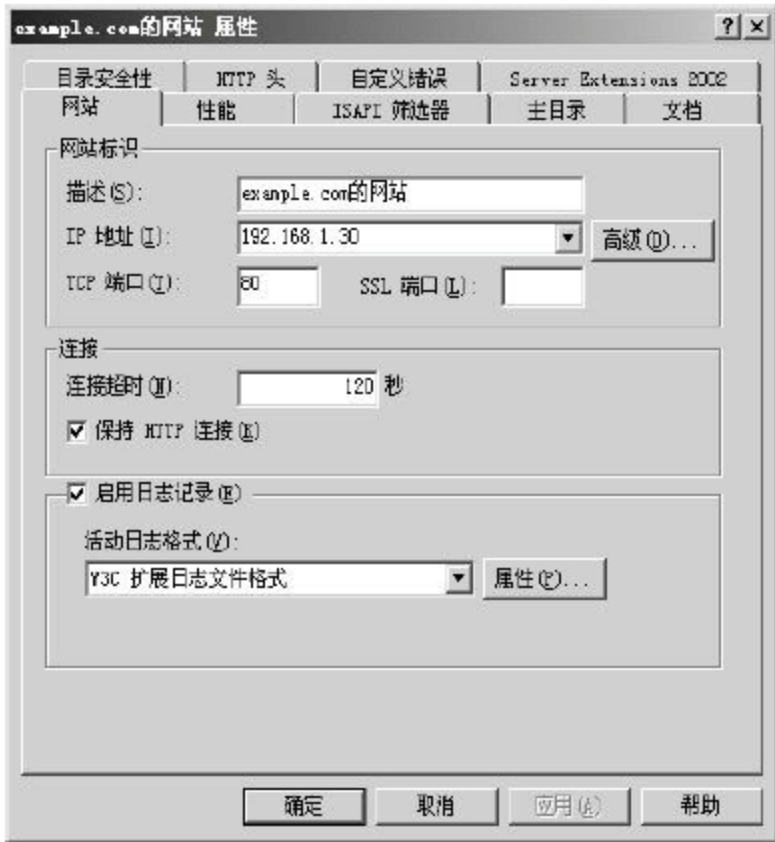 example.com的网站 属性
目录安全性 HTTP 头 自定义错误 Server Extensions 2002
网站 性能 ISAPI 筛选器 主目录 文档
网站标识
描述(S): example.com的网站
IP 地址(I): 192.168.1.30 高级(D)...
TCP 端口(T): 80 SSL 端口(L):
连接
连接超时(N): 120 秒
保持 HTTP 连接(K)
启用日志记录(E)
活动日志格式(V):
W3C 扩展日志文件格式 属性(P)...
确定 取消 应用(A) 帮助